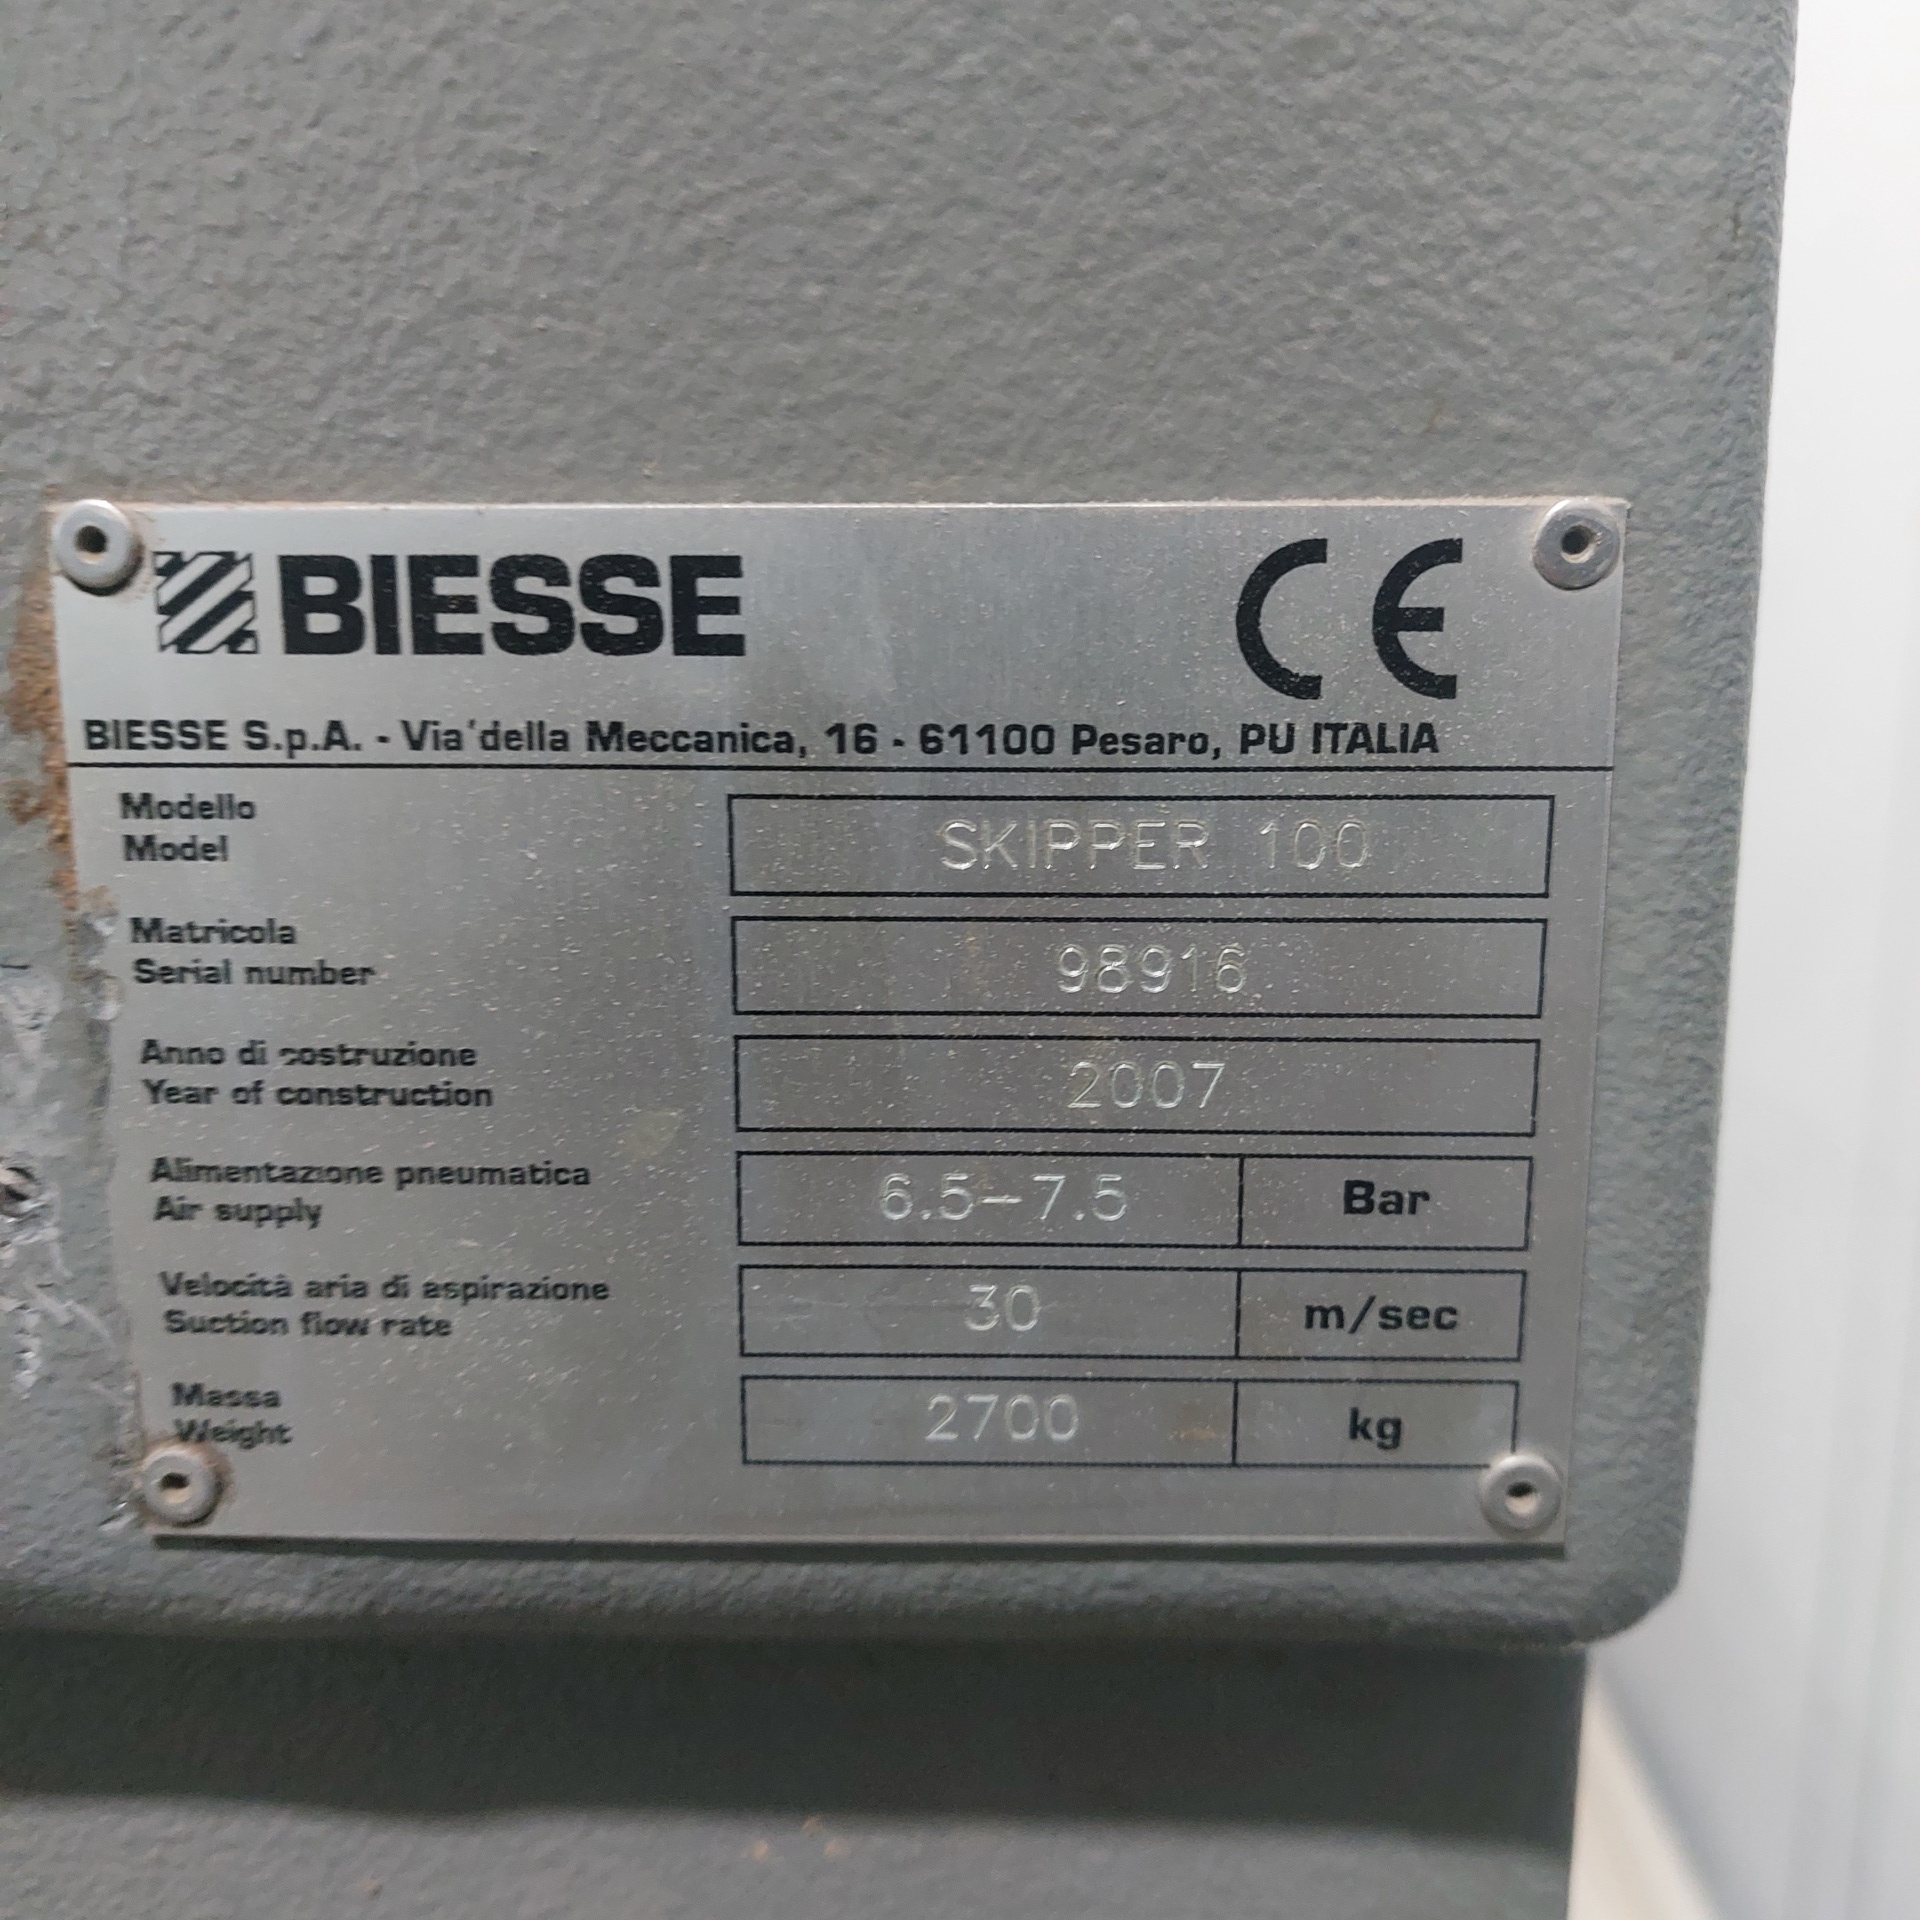 BIESSE CE
BIESSE S.p.A. - Via della Meccanica, 16 - 61100 Pesaro, PU ITALIA
Modello
Model
SKIPPER 100
Matricola
Serial number
98916
Anno di costruzione
Year of construction
2007
Alimentazione pneumatica
Air supply
6.5-7.5 Bar
Velocità aria di aspirazione
Suction flow rate
30 m/sec
Massa
Weight
2700 kg